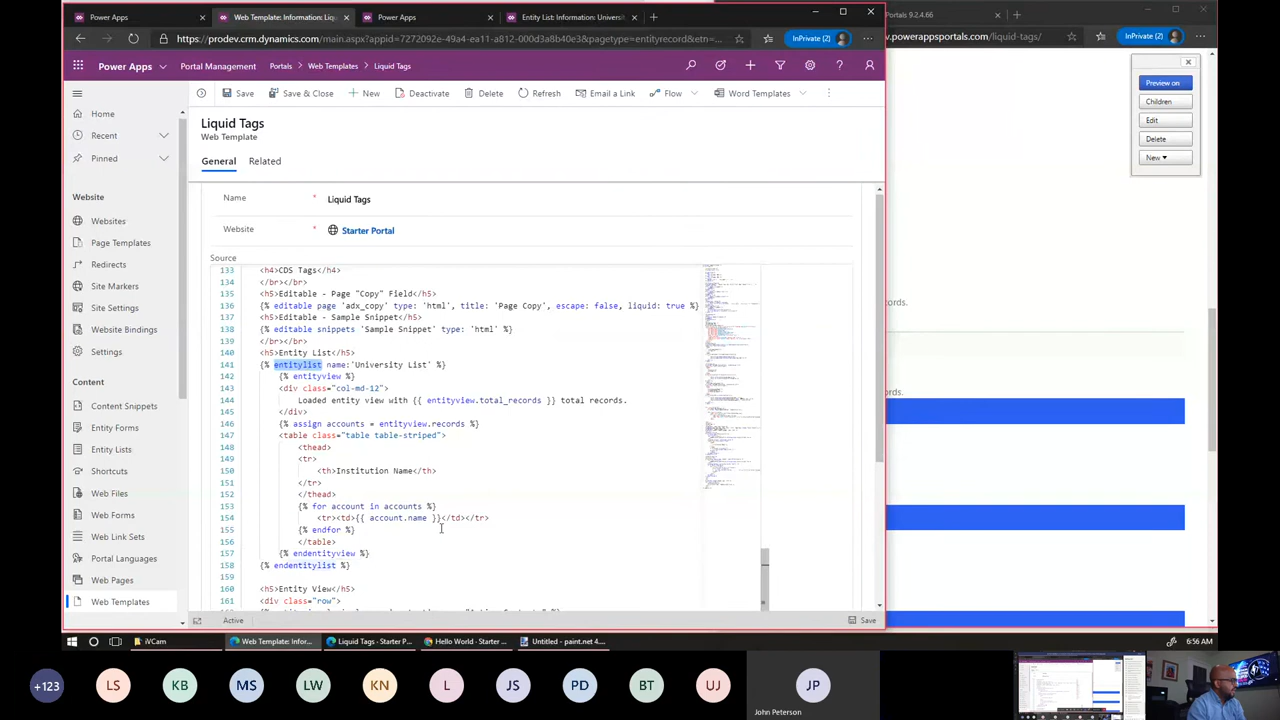 Power Apps
Web Template: Information: Liq
Power Apps
Entity List: Information: Universit
Portals 9.2.4.66
https://prodev.crm.dynamics.com/main.aspx?appid=7272092e-49a4-ea11-a812-000d3a8b40e3&pagetype=entityrecord&etn=...
InPrivate (2)
.powerappsportals.com/liquid-tags/
InPrivate (2)
Power Apps
Portal Management
Portals > Web Templates > Liquid Tags
Save
Save & Close
New
Deactiv
Delete
Refresh
Email a Link
Flow
Word Templates
Preview on
Children
Edit
Delete
New
Home
Recent
Pinned
Website
Websites
Page Templates
Redirects
Site Markers
Site Settings
Website Bindings
Settings
Content
Content Snippets
Entity Forms
Entity Lists
Shortcuts
Web Files
Web Forms
Web Link Sets
Portal Languages
Web Pages
Web Templates
Liquid Tags
Web Template
General
Related
Name * Liquid Tags
Website * Starter Portal
Source
133 <h4>CDS Tags</h4>
134 </br></br>
135 <h5>Editable - Page "Copy" Field</h5>
136 {% editable page 'adx_copy' type: 'html', title: 'Page Copy', escape: false, liquid: true %}
137 <h5>Editable - Sample Snippet</h5>
138 {% editable snippets 'Sample Snippet' type: 'html' %}
139 </br></br>
140 <h5>Entity List</h5>
141 {% entitylist name:'University List' %}
142 {% entityview %}
143 <div class="col-md-12">
144 Loaded entity view with {{ entityview.total_records }} total records.
145 </div>
146 {% assign accounts = entityview.records %}
147 <table class="table table-striped">
148 <thead>
149 <tr>
150 <th>Institution Name</th>
151 </tr>
152 </thead>
153 {% for account in accounts %}
154 <tr><td>{{ account.name }}</td></tr>
155 {% endfor %}
156 </table>
157 {% endentityview %}
158 {% endentitylist %}
159
160 <h5>Entity View</h5>
161 <div class="row">
Active
Save
ords.
rds.
iVCam
Web Template: Infor...
Liquid Tags - Starter P...
Hello World - Starter ...
Untitled - paint.net 4....
6:56 AM
+123
LS
KB
MS
LW
KN
JS
PD
BT
JJ
JP
John Peterson